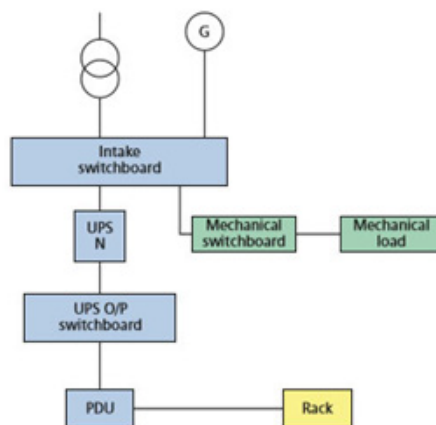 G
Intake
switchboard
UPS
N
Mechanical
switchboard
Mechanical
load
UPS O/P
switchboard
PDU
Rack